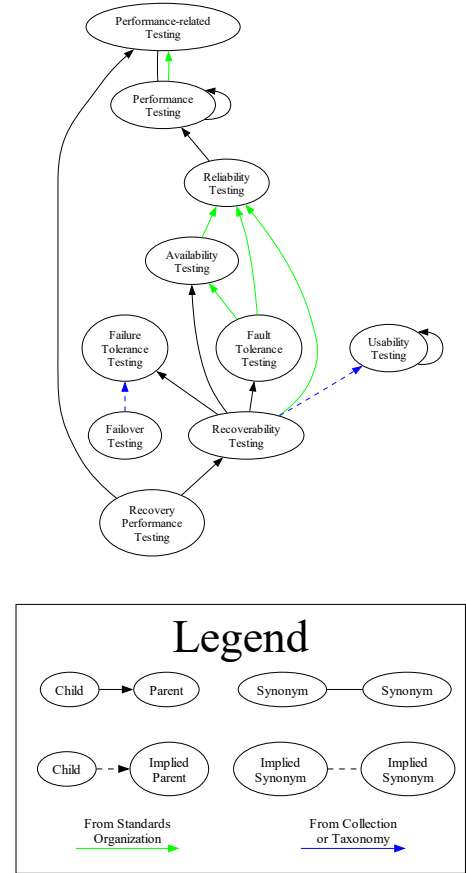 Performance-related
Testing
Performance
Testing
Reliability
Testing
Availability
Testing
Failure
Tolerance
Testing
Fault
Tolerance
Testing
Usability
Testing
Failover
Testing
Recoverability
Testing
Recovery
Performance
Testing
Legend
Child
Parent
Synonym
Synonym
Child
Implied
Parent
Implied
Synonym
Implied
Synonym
From Standards
Organization
From Collection
or Taxonomy